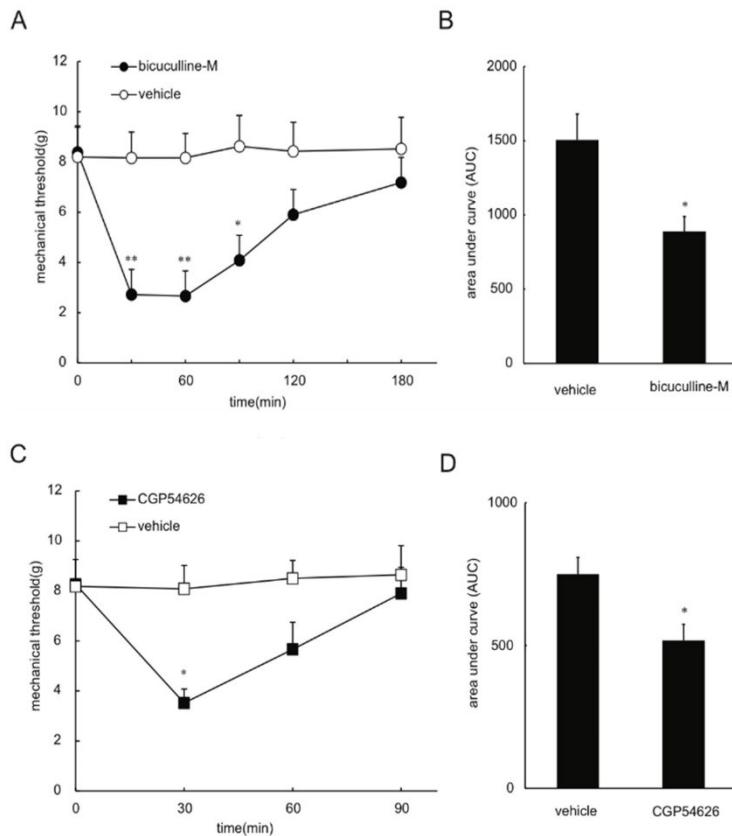 A
bicuculline-M
vehicle
mechanical threshold(g)
12
10
8
6
4
2
0
**
**
*
0
60
120
180
time(min)
B
area under curve (AUC)
2000
1500
1000
500
0
*
vehicle
bicuculline-M
C
CGP54626
vehicle
mechanical threshold(g)
12
10
8
6
4
2
0
*
0
30
60
90
time(min)
D
area under curve (AUC)
1000
500
0
*
vehicle
CGP54626